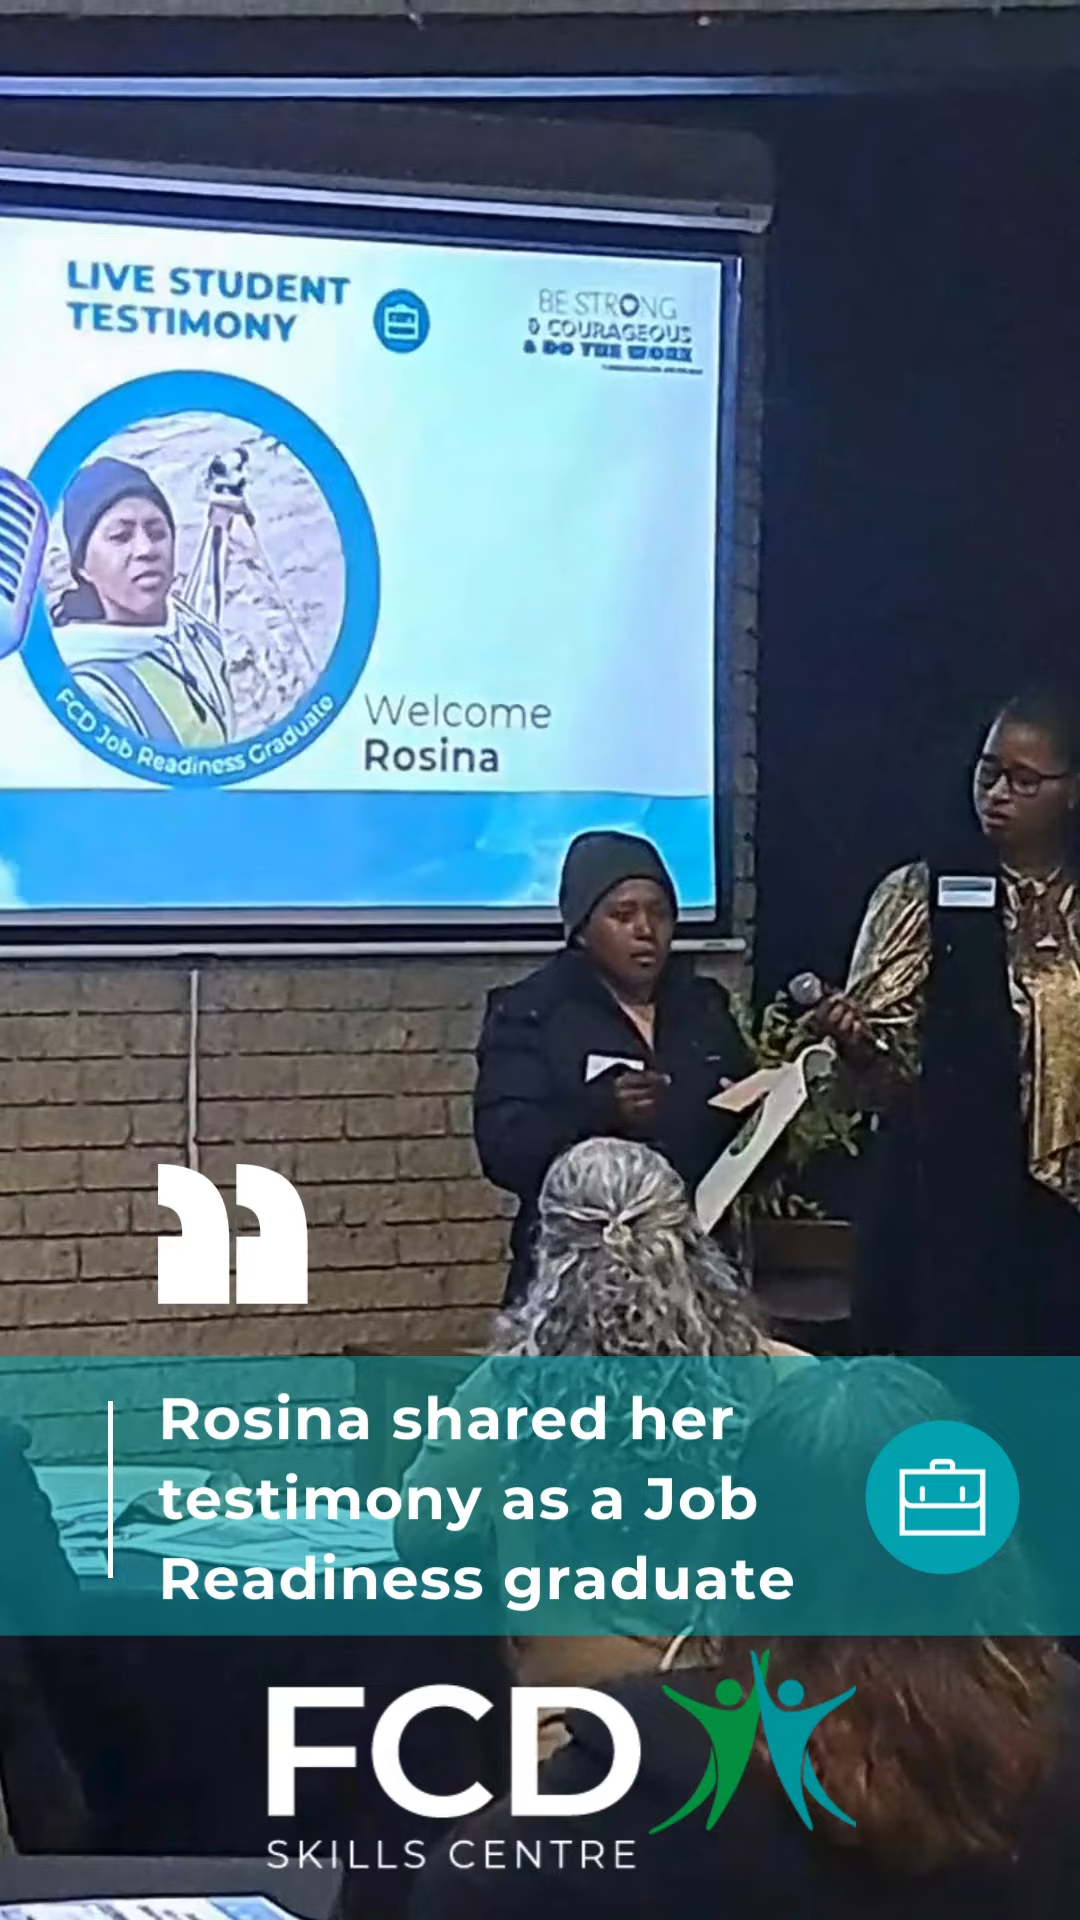 LIVE STUDENT
TESTIMONY
BE STRONG
& COURAGEOUS
& DO THE WORK
FCD Job Readiness Graduate
Welcome
Rosina
Rosina shared her
testimony as a Job
Readiness graduate
FCD
SKILLS CENTRE